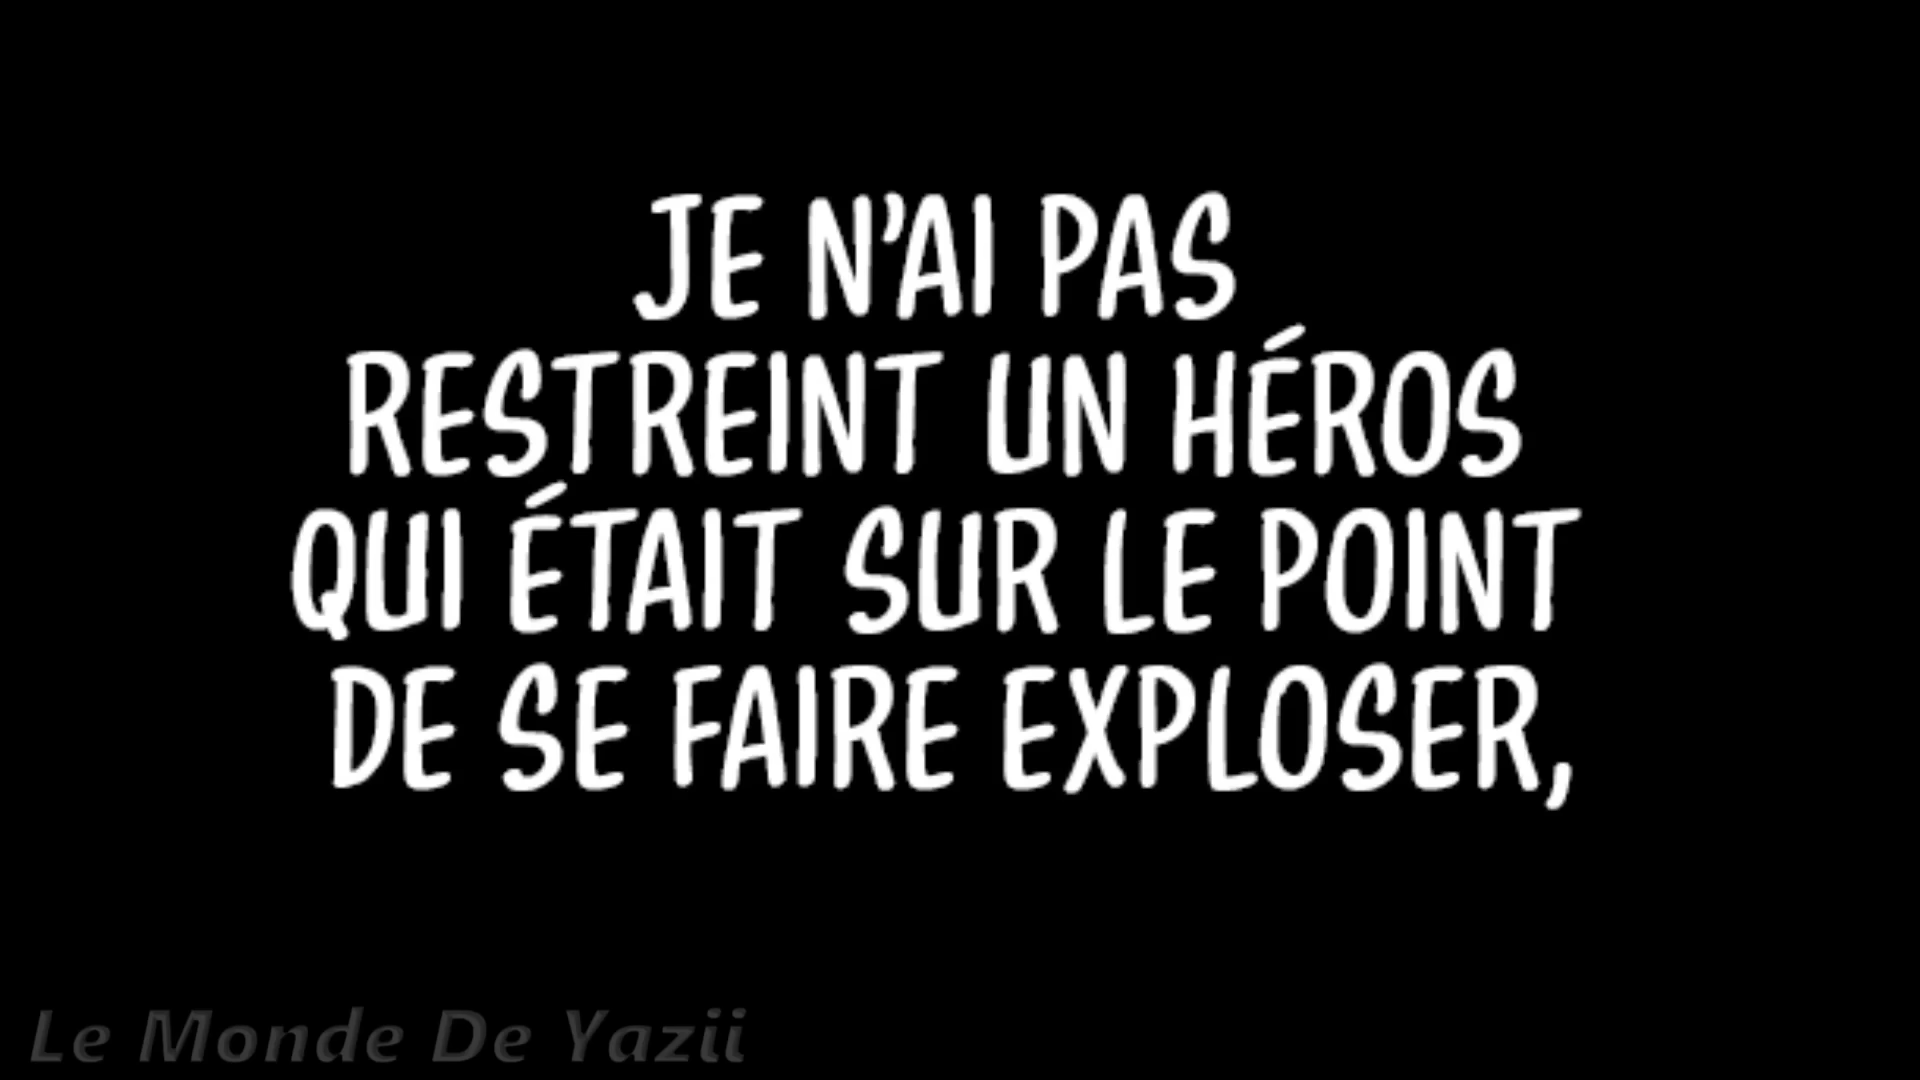 JE N'AI PAS
RESTREINT UN HÉROS
QUI ÉTAIT SUR LE POINT
DE SE FAIRE EXPLOSER,
Le Monde De Yazii